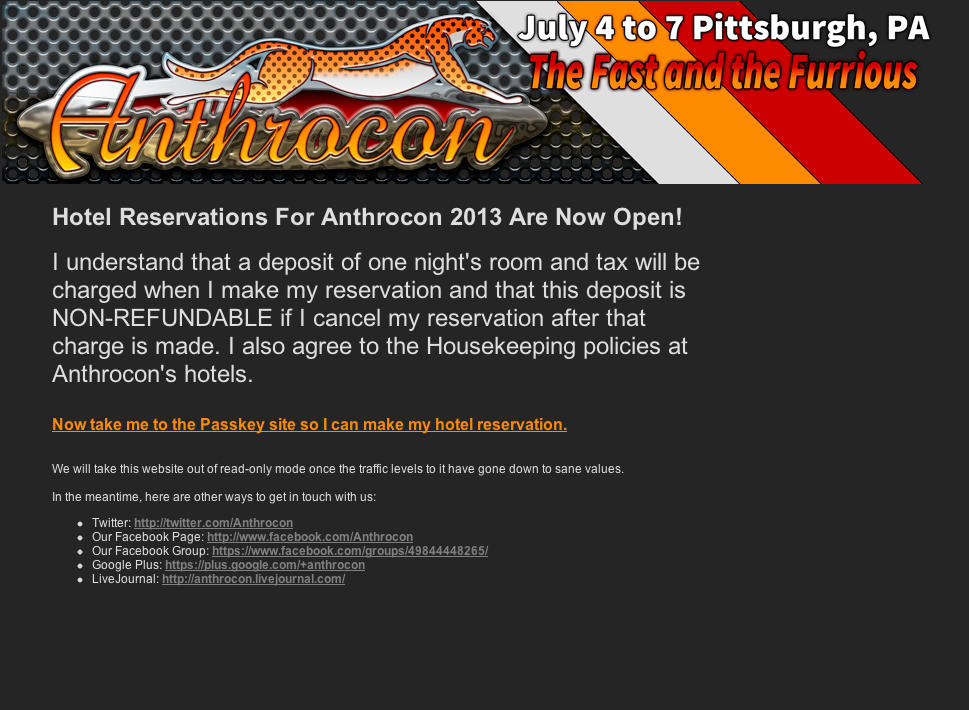 July 4 to 7 Pittsburgh, PA
The Fast and the Furrious
Anthrocon
Hotel Reservations For Anthrocon 2013 Are Now Open!
I understand that a deposit of one night's room and tax will be
charged when I make my reservation and that this deposit is
NON-REFUNDABLE if I cancel my reservation after that
charge is made. I also agree to the Housekeeping policies at
Anthrocon's hotels.
Now take me to the Passkey site so I can make my hotel reservation.
We will take this website out of read-only mode once the traffic levels to it have gone down to sane values.
In the meantime, here are other ways to get in touch with us:
Twitter: http://twitter.com/Anthrocon
Our Facebook Page: http://www.facebook.com/Anthrocon
Our Facebook Group: https://www.facebook.com/groups/49844448265/
Google Plus: https://plus.google.com/+anthrocon
LiveJournal: http://anthrocon.livejournal.com/